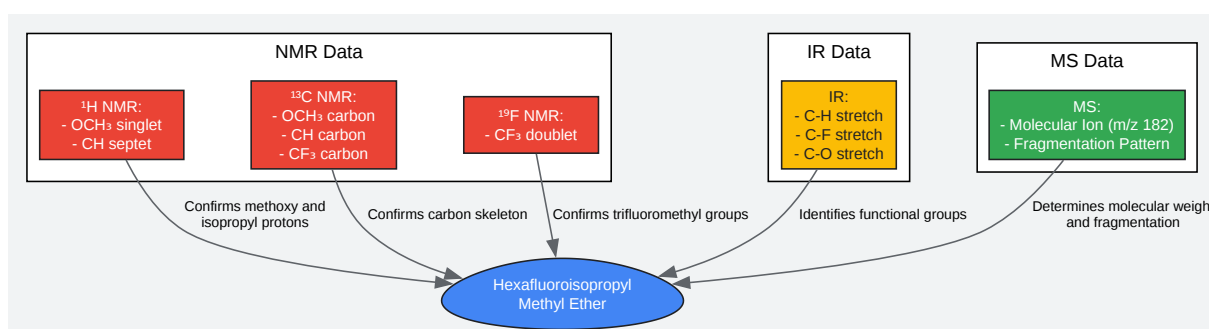 NMR Data
¹H NMR:
- OCH₃ singlet
- CH septet
¹³C NMR:
- OCH₃ carbon
- CH carbon
- CF₃ carbon
¹⁹F NMR:
- CF₃ doublet
IR Data
IR:
- C-H stretch
- C-F stretch
- C-O stretch
MS Data
MS:
- Molecular Ion (m/z 182)
- Fragmentation Pattern
Confirms methoxy and
isopropyl protons
Confirms carbon skeleton
Confirms trifluoromethyl groups
Identifies functional groups
Determines molecular weigh
and fragmentation
Hexafluoroisopropyl
Methyl Ether